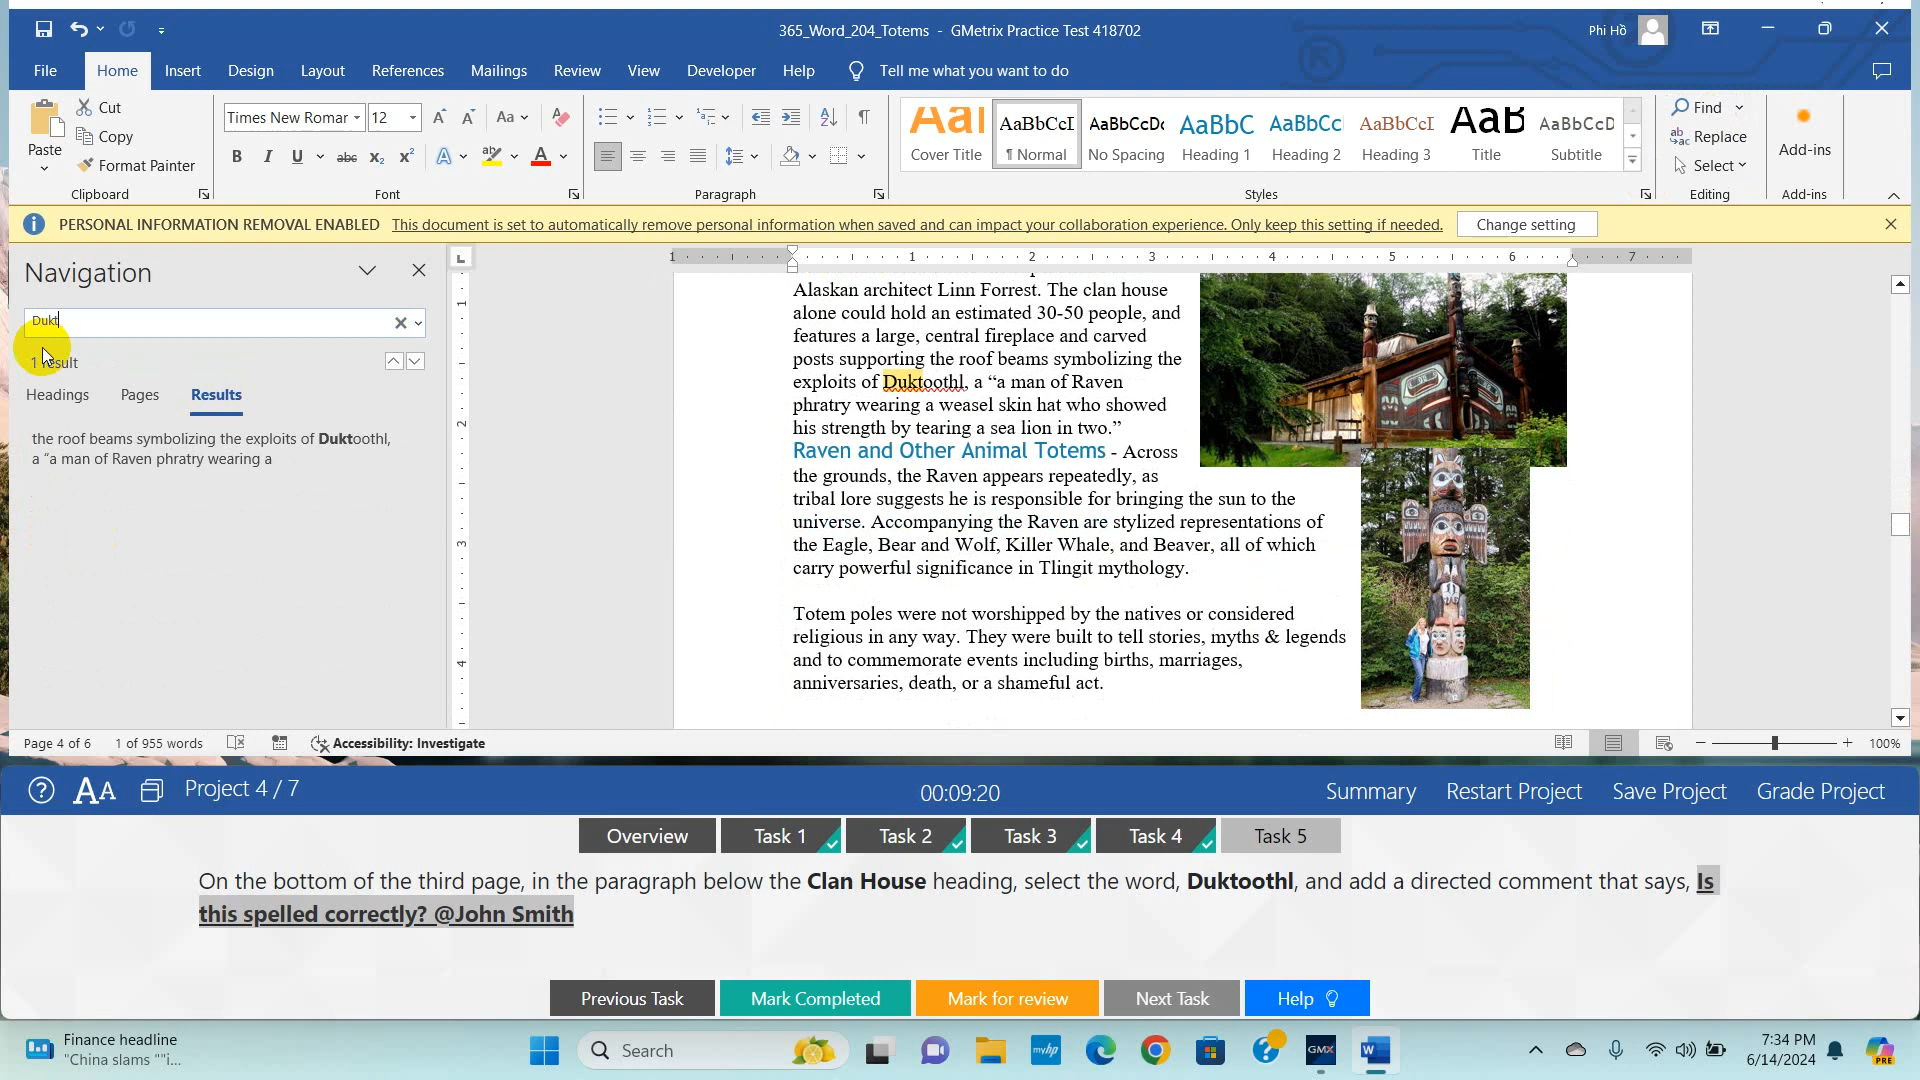 365_Word_204_Totems - GMetrix Practice Test 418702
Phi Hồ
File Home Insert Design Layout References Mailings Review View Developer Help Tell me what you want to do
Paste
Cut
Copy
Format Painter
Clipboard
Times New Roman 12
Font
Paragraph
AaBbCcI AaBbCcDc AaBbC AaBbCc AaBbCcI AaB AaBbCcD
Cover Title ¶ Normal No Spacing Heading 1 Heading 2 Heading 3 Title Subtitle
Styles
Find
Replace
Select
Editing
Add-ins
Add-ins
PERSONAL INFORMATION REMOVAL ENABLED This document is set to automatically remove personal information when saved and can impact your collaboration experience. Only keep this setting if needed. Change setting
Navigation
Dukt
1 result
Headings Pages Results
the roof beams symbolizing the exploits of Duktoothl,
a “a man of Raven phratry wearing a
Alaskan architect Linn Forrest. The clan house
alone could hold an estimated 30-50 people, and
features a large, central fireplace and carved
posts supporting the roof beams symbolizing the
exploits of Duktoothl, a “a man of Raven
phratry wearing a weasel skin hat who showed
his strength by tearing a sea lion in two.”
Raven and Other Animal Totems - Across
the grounds, the Raven appears repeatedly, as
tribal lore suggests he is responsible for bringing the sun to the
universe. Accompanying the Raven are stylized representations of
the Eagle, Bear and Wolf, Killer Whale, and Beaver, all of which
carry powerful significance in Tlingit mythology.
Totem poles were not worshipped by the natives or considered
religious in any way. They were built to tell stories, myths & legends
and to commemorate events including births, marriages,
anniversaries, death, or a shameful act.
Page 4 of 6 1 of 955 words Accessibility: Investigate 100%
Project 4 / 7 00:09:20 Summary Restart Project Save Project Grade Project
Overview Task 1 Task 2 Task 3 Task 4 Task 5
On the bottom of the third page, in the paragraph below the Clan House heading, select the word, Duktoothl, and add a directed comment that says, Is
this spelled correctly? @John Smith
Previous Task Mark Completed Mark for review Next Task Help
Finance headline
"China slams ""i...
Search
7:34 PM
6/14/2024